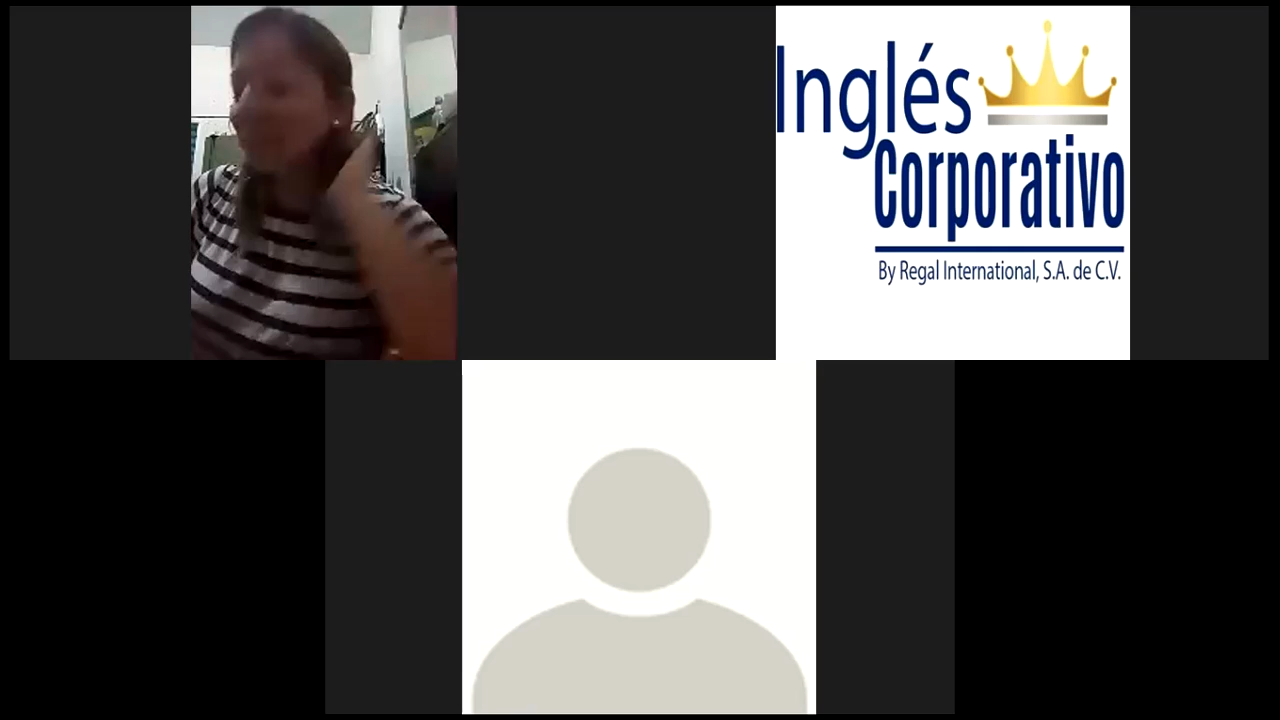 Inglés
Corporativo
By Regal International, S.A. de C.V.